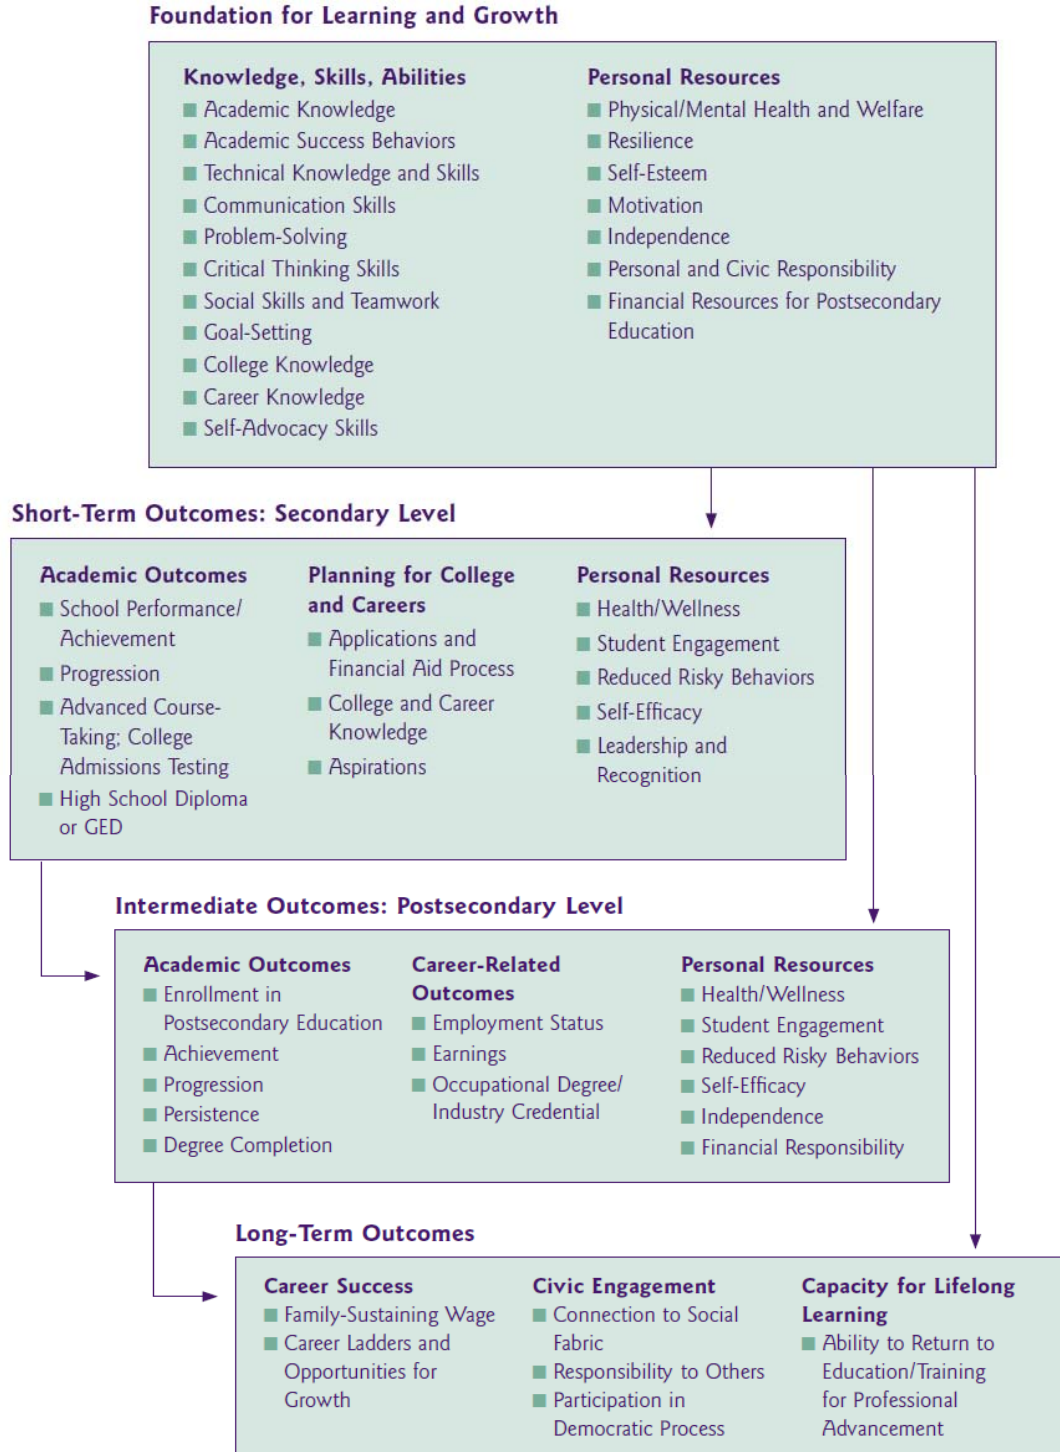 Foundation for Learning and Growth
Knowledge, Skills, Abilities
Academic Knowledge
Academic Success Behaviors
Technical Knowledge and Skills
Communication Skills
Problem-Solving
Critical Thinking Skills
Social Skills and Teamwork
Goal-Setting
College Knowledge
Career Knowledge
Self-Advocacy Skills
Personal Resources
Physical/Mental Health and Welfare
Resilience
Self-Esteem
Motivation
Independence
Personal and Civic Responsibility
Financial Resources for Postsecondary
Education
Short-Term Outcomes: Secondary Level
Academic Outcomes
School Performance/
Achievement
Progression
Advanced Course-
Taking; College
Admissions Testing
High School Diploma
or GED
Planning for College
and Careers
Applications and
Financial Aid Process
College and Career
Knowledge
Aspirations
Personal Resources
Health/Wellness
Student Engagement
Reduced Risky Behaviors
Self-Efficacy
Leadership and
Recognition
Intermediate Outcomes: Postsecondary Level
Academic Outcomes
Enrollment in
Postsecondary Education
Achievement
Progression
Persistence
Degree Completion
Career-Related
Outcomes
Employment Status
Earnings
Occupational Degree/
Industry Credential
Personal Resources
Health/Wellness
Student Engagement
Reduced Risky Behaviors
Self-Efficacy
Independence
Financial Responsibility
Long-Term Outcomes
Career Success
Family-Sustaining Wage
Career Ladders and
Opportunities for
Growth
Civic Engagement
Connection to Social
Fabric
Responsibility to Others
Participation in
Democratic Process
Capacity for Lifelong
Learning
Ability to Return to
Education/Training
for Professional
Advancement